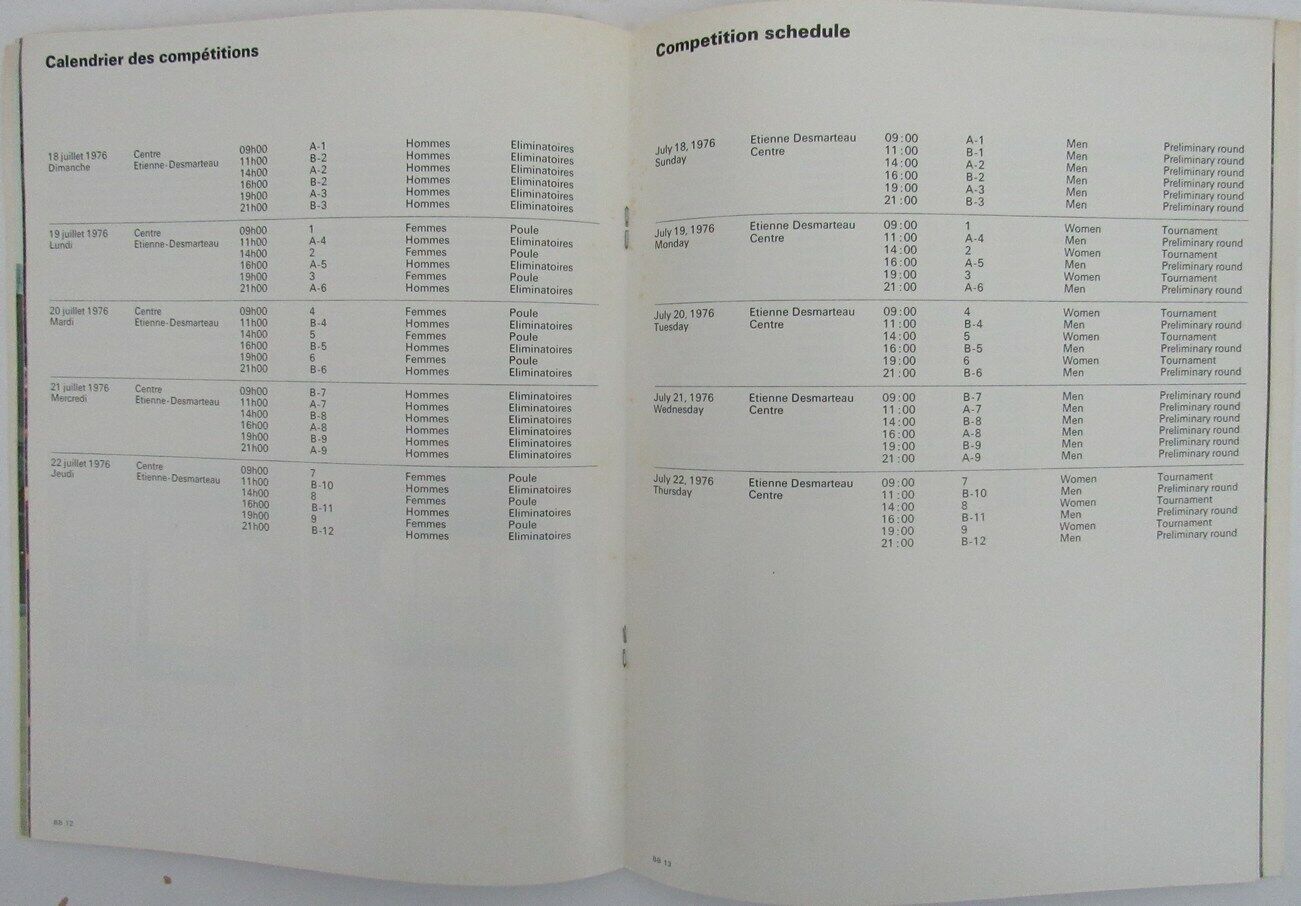 Calendrier des compétitions
18 juillet 1976 Centre 09h00 A-1 Hommes Eliminatoires
Dimanche Etienne-Desmarteau 11h00 B-2 Hommes Eliminatoires
14h00 A-2 Hommes Eliminatoires
16h00 B-2 Hommes Eliminatoires
19h00 A-3 Hommes Eliminatoires
21h00 B-3 Hommes Eliminatoires
19 juillet 1976 Centre 09h00 1 Femmes Poule
Lundi Etienne-Desmarteau 11h00 A-4 Hommes Eliminatoires
14h00 2 Femmes Poule
16h00 A-5 Hommes Eliminatoires
19h00 3 Femmes Poule
21h00 A-6 Hommes Eliminatoires
20 juillet 1976 Centre 09h00 4 Femmes Poule
Mardi Etienne-Desmarteau 11h00 B-4 Hommes Eliminatoires
14h00 5 Femmes Poule
16h00 B-5 Hommes Eliminatoires
19h00 6 Femmes Poule
21h00 B-6 Hommes Eliminatoires
21 juillet 1976 Centre 09h00 B-7 Hommes Eliminatoires
Mercredi Etienne-Desmarteau 11h00 A-7 Hommes Eliminatoires
14h00 B-8 Hommes Eliminatoires
16h00 A-8 Hommes Eliminatoires
19h00 B-9 Hommes Eliminatoires
21h00 A-9 Hommes Eliminatoires
22 juillet 1976 Centre 09h00 7 Femmes Poule
Jeudi Etienne-Desmarteau 11h00 B-10 Hommes Eliminatoires
14h00 8 Femmes Poule
16h00 B-11 Hommes Eliminatoires
19h00 9 Femmes Poule
21h00 B-12 Hommes Eliminatoires
BB 12
Competition schedule
July 18, 1976 Etienne Desmarteau 09:00 A-1 Men Preliminary round
Sunday Centre 11:00 B-1 Men Preliminary round
14:00 A-2 Men Preliminary round
16:00 B-2 Men Preliminary round
19:00 A-3 Men Preliminary round
21:00 B-3 Men Preliminary round
July 19, 1976 Etienne Desmarteau 09:00 1 Women Tournament
Monday Centre 11:00 A-4 Men Preliminary round
14:00 2 Women Tournament
16:00 A-5 Men Preliminary round
19:00 3 Women Tournament
21:00 A-6 Men Preliminary round
July 20, 1976 Etienne Desmarteau 09:00 4 Women Tournament
Tuesday Centre 11:00 B-4 Men Preliminary round
14:00 5 Women Tournament
16:00 B-5 Men Preliminary round
19:00 6 Women Tournament
21:00 B-6 Men Preliminary round
July 21, 1976 Etienne Desmarteau 09:00 B-7 Men Preliminary round
Wednesday Centre 11:00 A-7 Men Preliminary round
14:00 B-8 Men Preliminary round
16:00 A-8 Men Preliminary round
19:00 B-9 Men Preliminary round
21:00 A-9 Men Preliminary round
July 22, 1976 Etienne Desmarteau 09:00 7 Women Tournament
Thursday Centre 11:00 B-10 Men Preliminary round
14:00 8 Women Tournament
16:00 B-11 Men Preliminary round
19:00 9 Women Tournament
21:00 B-12 Men Preliminary round
BB 13